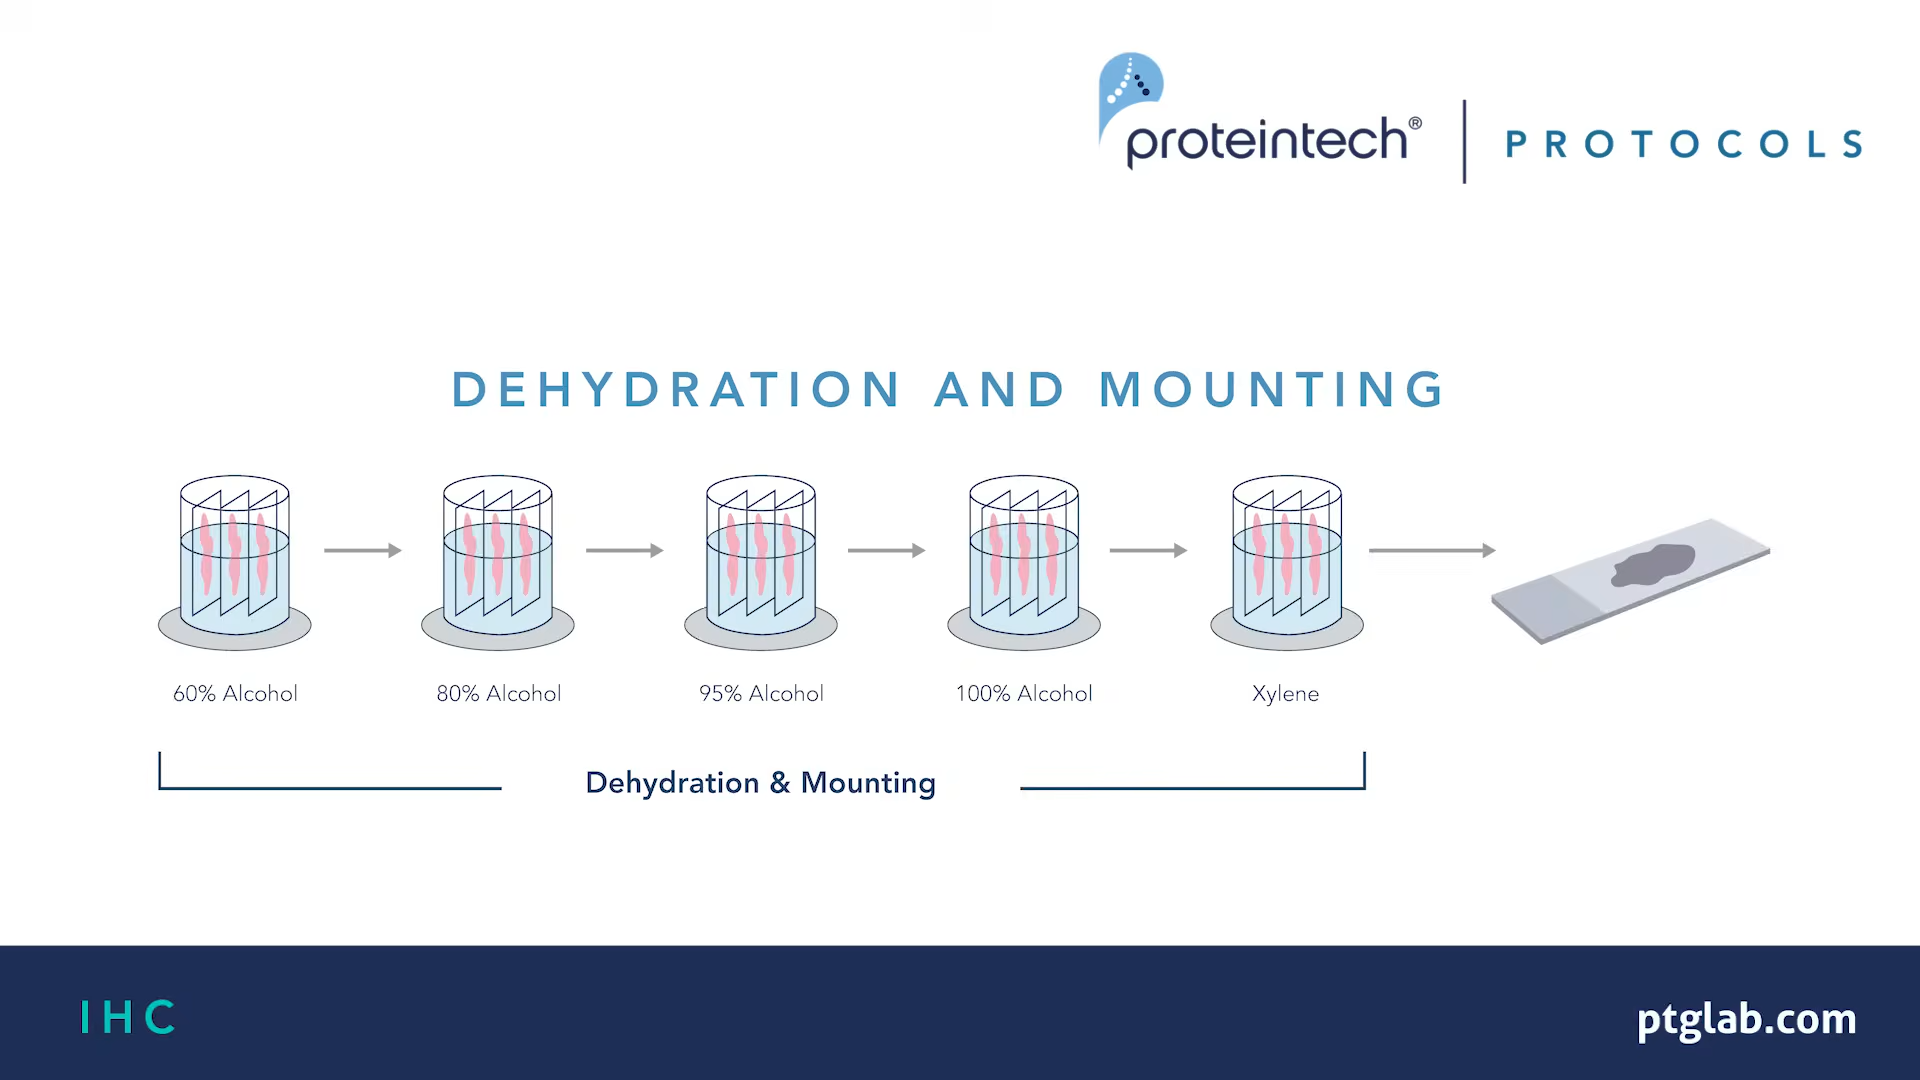 proteintech® | PROTOCOLS
DEHYDRATION AND MOUNTING
60% Alcohol
80% Alcohol
95% Alcohol
100% Alcohol
Xylene
Dehydration & Mounting
IHC
ptglab.com